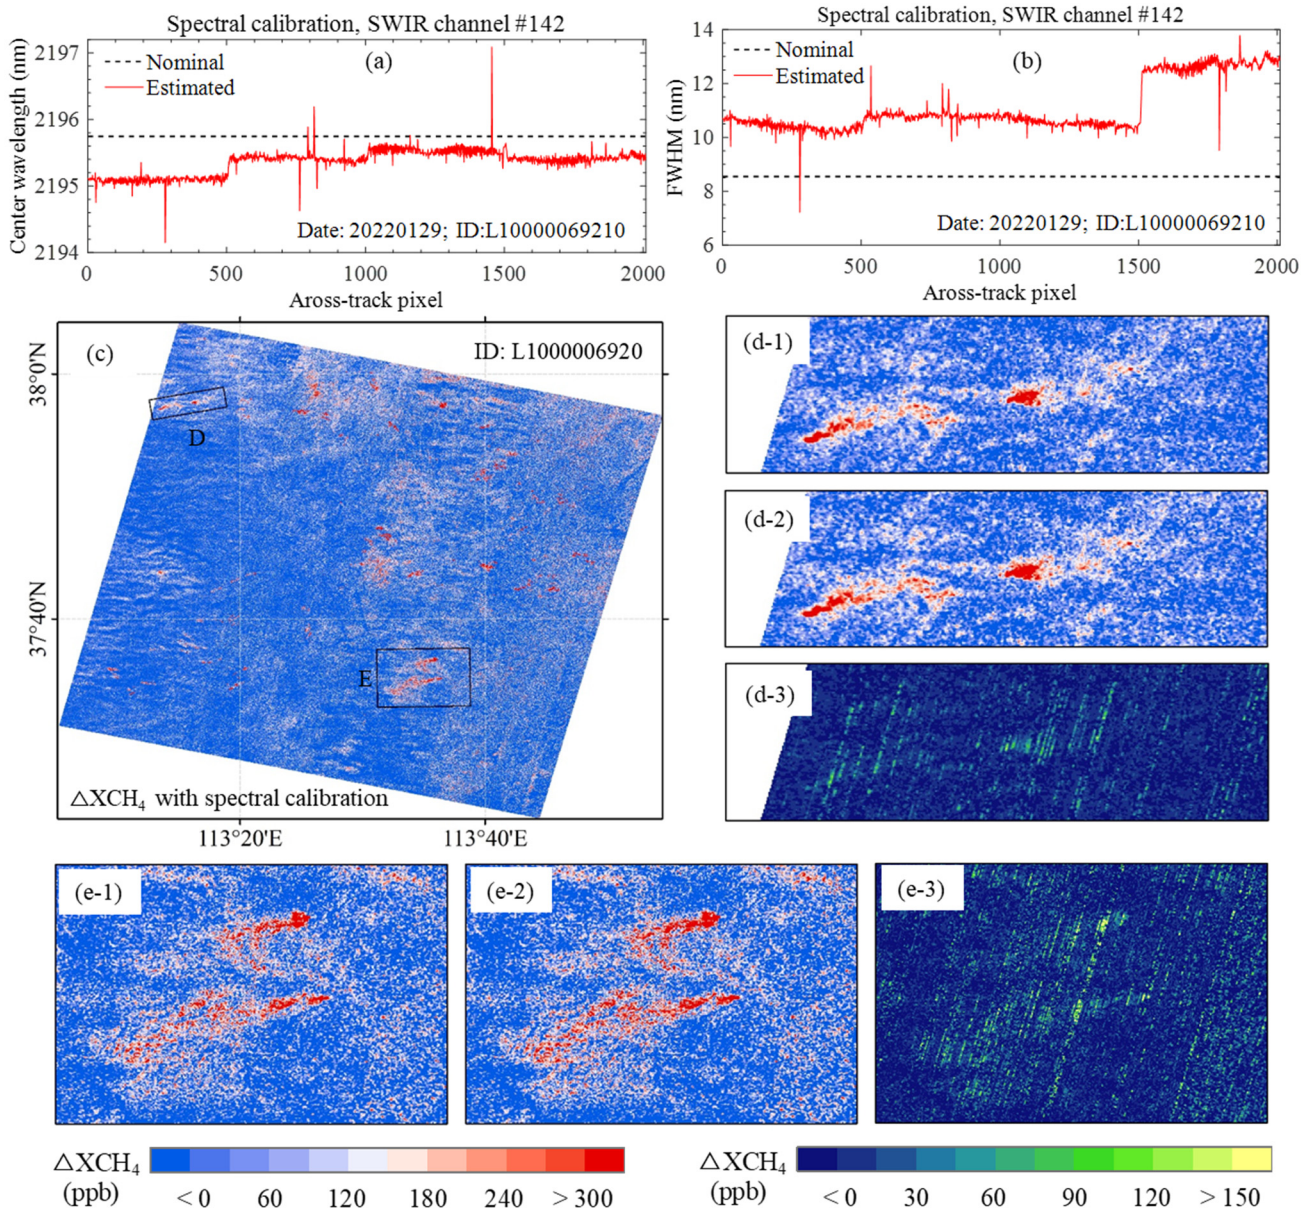 Spectral calibration, SWIR channel #142
Center wavelength (nm)
2197
2196
2195
2194
Nominal
Estimated
(a)
Date: 20220129; ID:L10000069210
0 500 1000 1500 2000
Aross-track pixel
Spectral calibration, SWIR channel #142
FWHM (nm)
14
12
10
8
6
Nominal
Estimated
(b)
Date: 20220129; ID:L10000069210
0 500 1000 1500 2000
Aross-track pixel
(c)
ID: L1000006920
38°0'N
37°40'N
D
E
△XCH₄ with spectral calibration
113°20'E 113°40'E
(d-1)
(d-2)
(d-3)
(e-1)
(e-2)
(e-3)
△XCH₄
(ppb)
< 0 60 120 180 240 > 300
△XCH₄
(ppb)
< 0 30 60 90 120 > 150